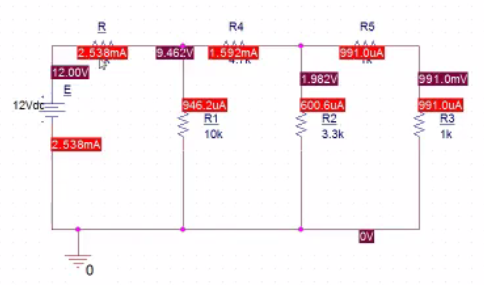 R R4 R5
2.538mA 9.462V 1.592mA 991.0uA
4.7k 1k
12.00V 1.982V 991.0mV
E
12Vdc 946.2uA 600.6uA 991.0uA
R1 R2 R3
10k 3.3k 1k
2.538mA
0V
0